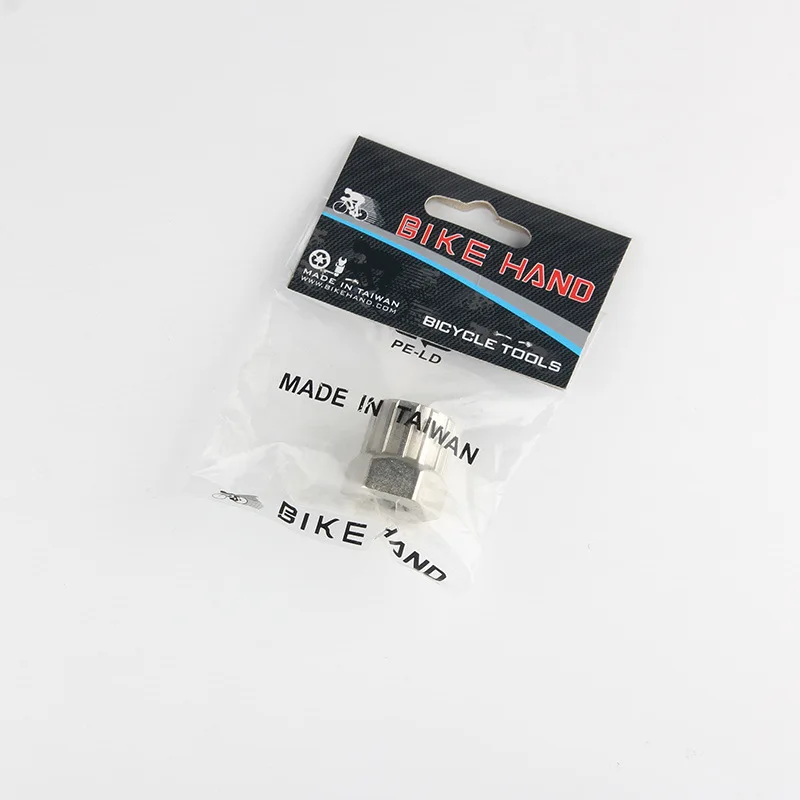 BIKE HAND
MADE IN TAIWAN
WWW.BIKEHAND.COM
BICYCLE TOOLS
PE-LD
MADE IN TAIWAN
BIKE HAND